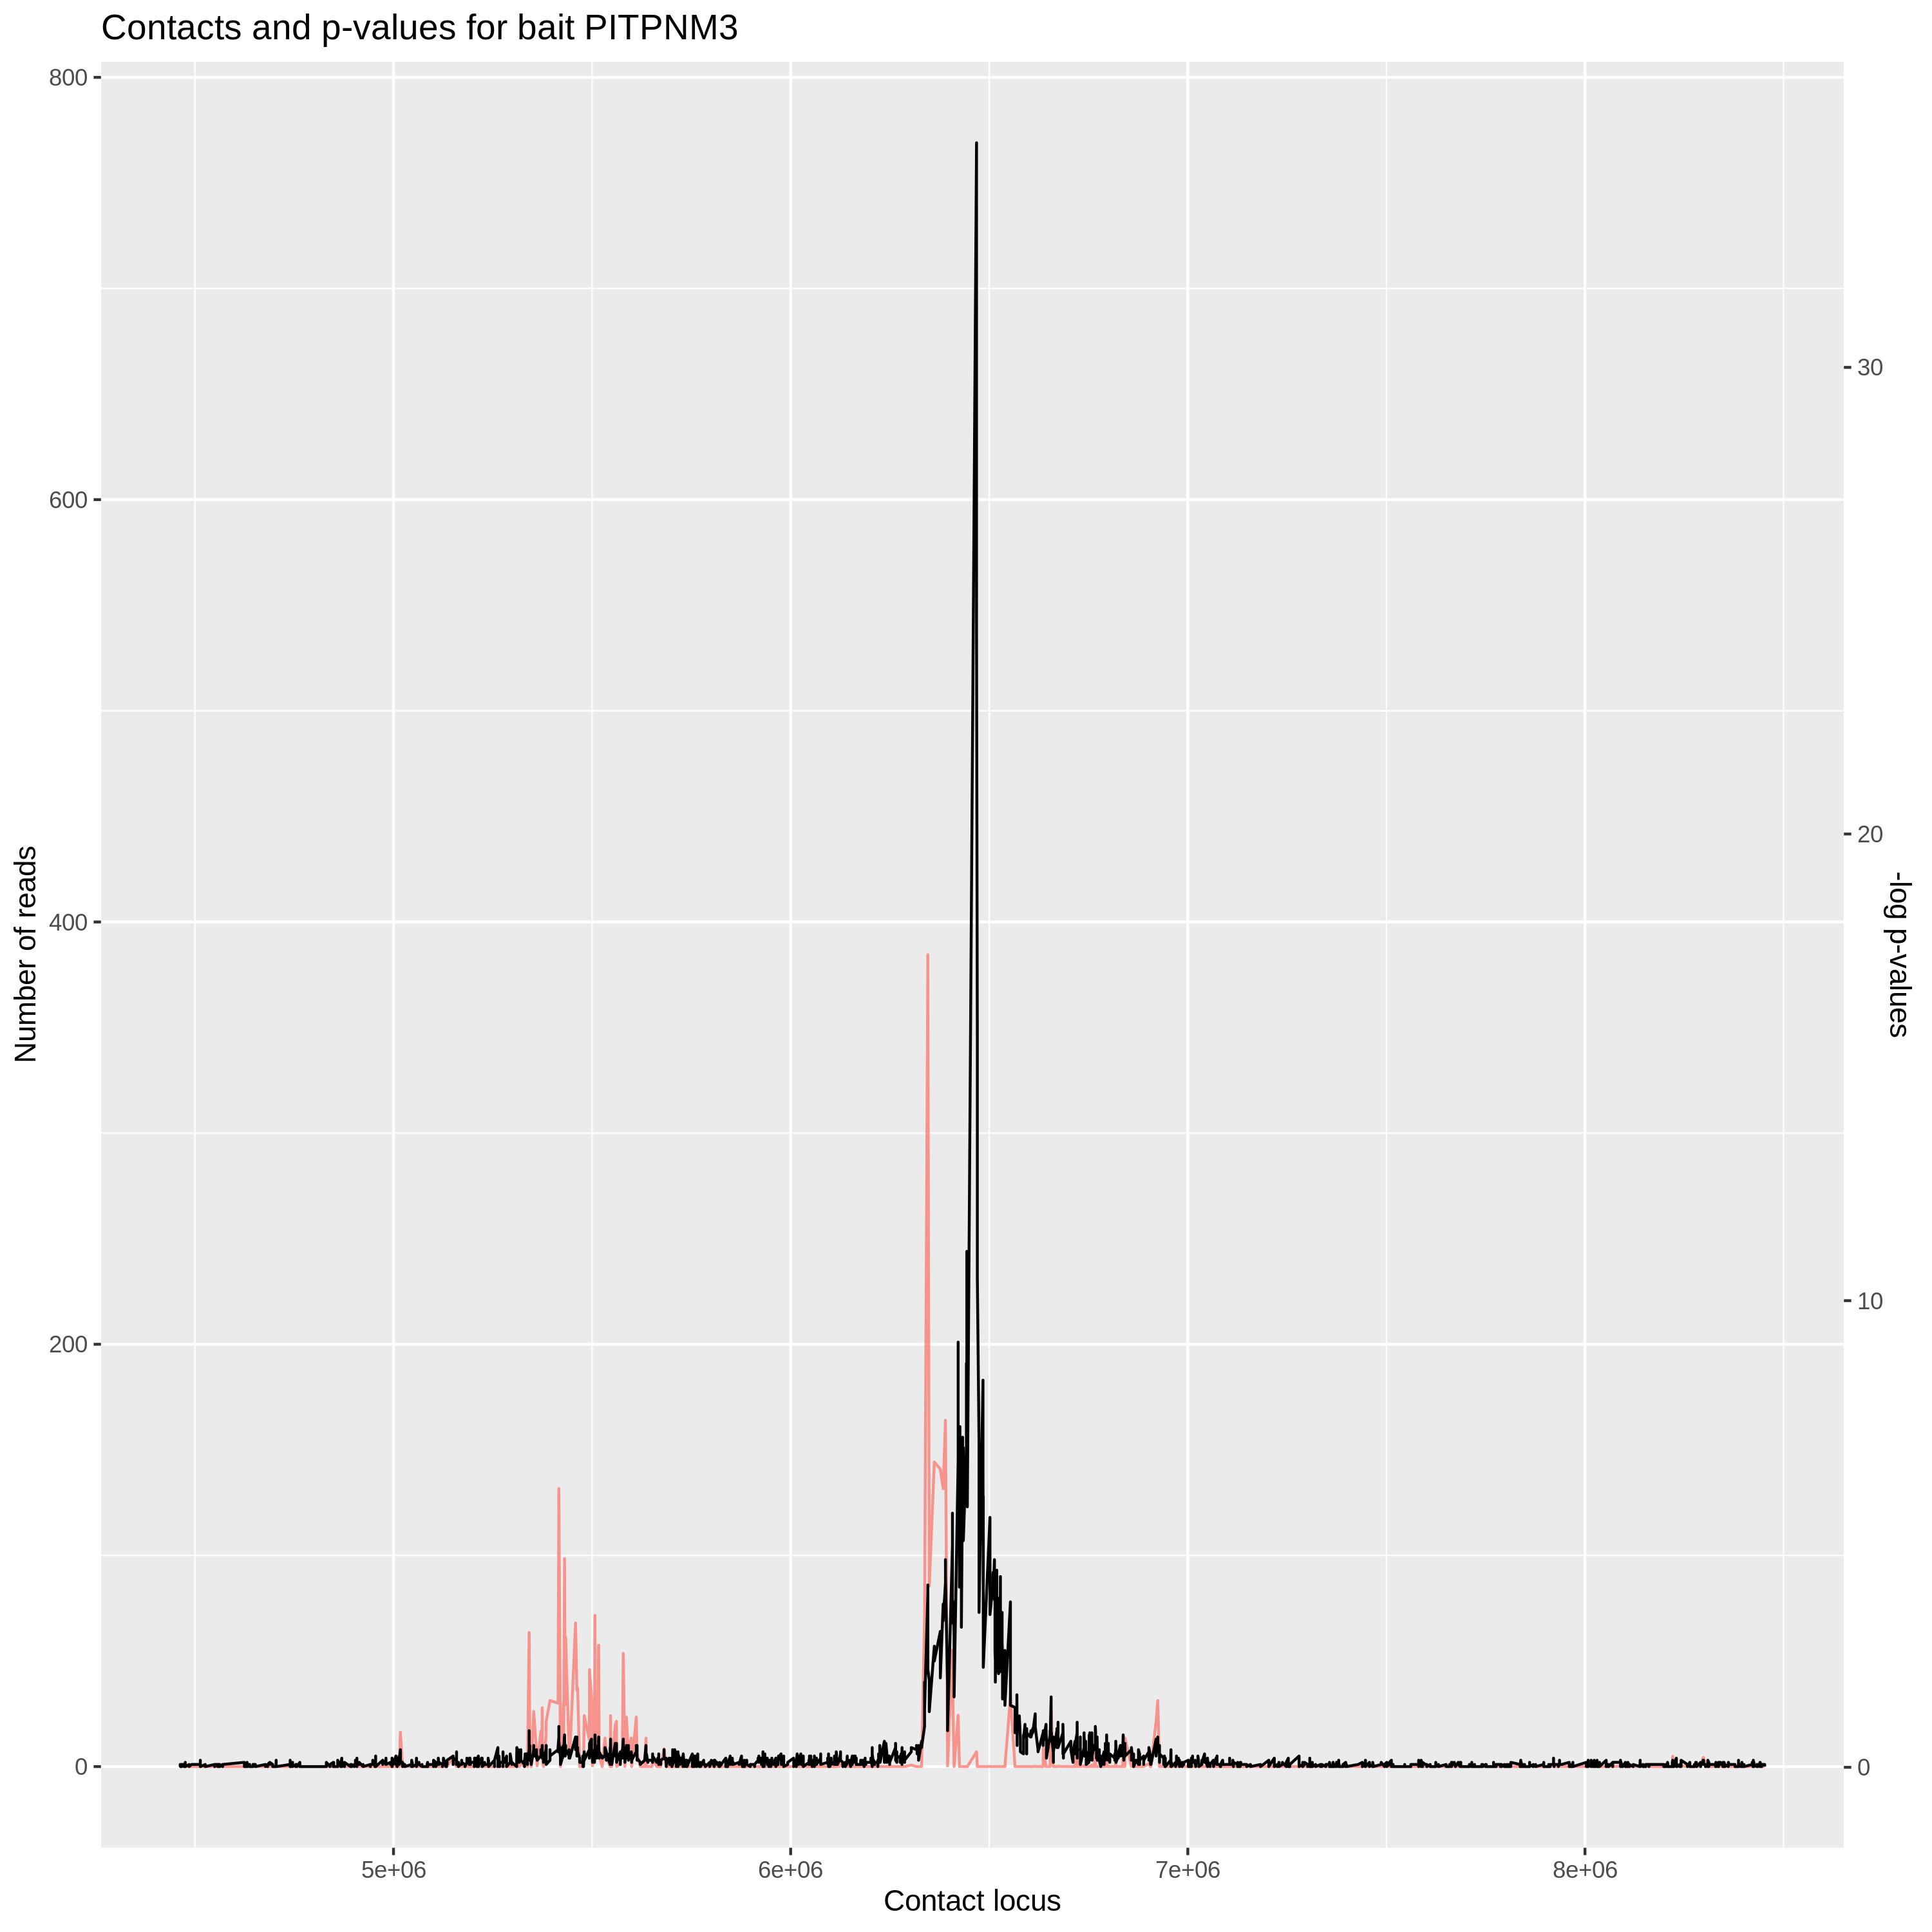 Contacts and p-values for bait PITPNM3
800
600
400
200
0
Number of reads
30
20
10
0
-log p-values
5e+06
6e+06
7e+06
8e+06
Contact locus